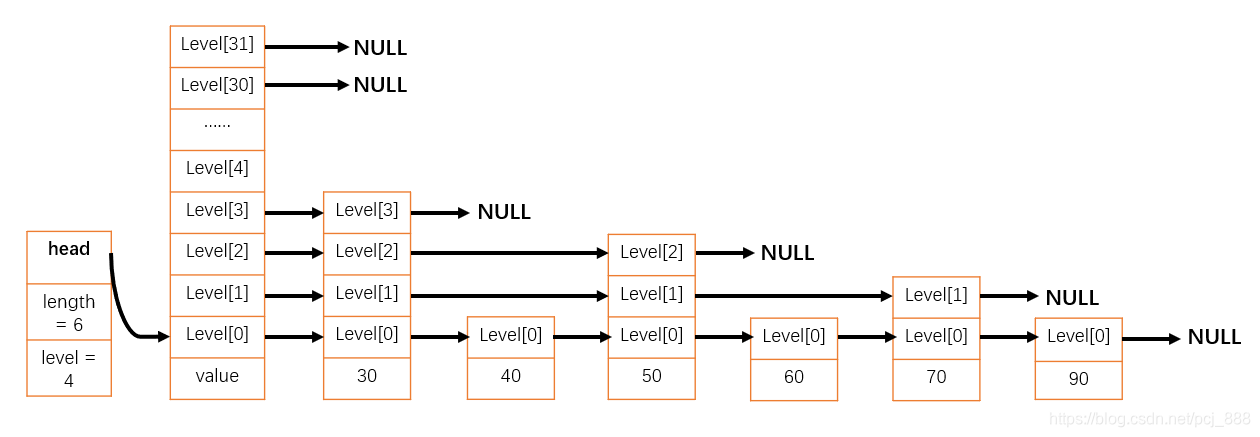 Level[31] NULL
Level[30] NULL
......
Level[4]
Level[3] Level[3] NULL
head Level[2] Level[2] Level[2] NULL
length
= 6
Level[1] Level[1] Level[1] Level[1] NULL
Level[0] Level[0] Level[0] Level[0] Level[0] Level[0] Level[0] NULL
level =
4
value 30 40 50 60 70 90
https://blog.csdn.net/pcj_888